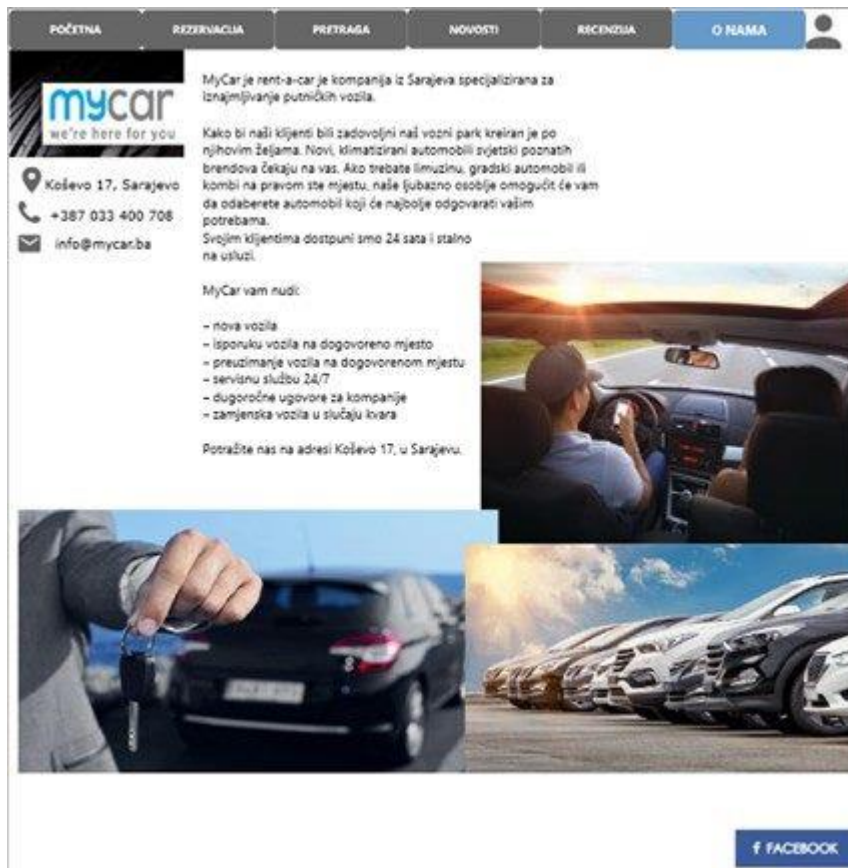 POČETNA
REZERVACIJA
PRETRAGA
NOVOSTI
RECENZIJA
O NAMA
mycar
we're here for you
Koševo 17, Sarajevo
+387 033 400 708
info@mycar.ba
MyCar je rent-a-car je kompanija iz Sarajeva specijalizirana za
iznajmljivanje putničkih vozila.
Kako bi naši klijenti bili zadovoljni naš vozni park kreiran je po
njihovim željama. Novi, klimatizirani automobili svjetski poznatih
brendova čekaju na vas. Ako trebate limuzinu, gradski automobil ili
kombi na pravom ste mjestu, naše ljubazno osoblje omogućit će vam
da odaberete automobil koji će najbolje odgovarati vašim
potrebama.
Svojim klijentima dostpuni smo 24 sata i stalno
na usluzi.
MyCar vam nudi:
– nova vozila
– isporuku vozila na dogovoreno mjesto
– preuzimanje vozila na dogovorenom mjestu
– servisnu službu 24/7
– dugoročne ugovore za kompanije
– zamjenska vozila u slučaju kvara
Potražite nas na adresi Koševo 17, u Sarajevu.
f FACEBOOK